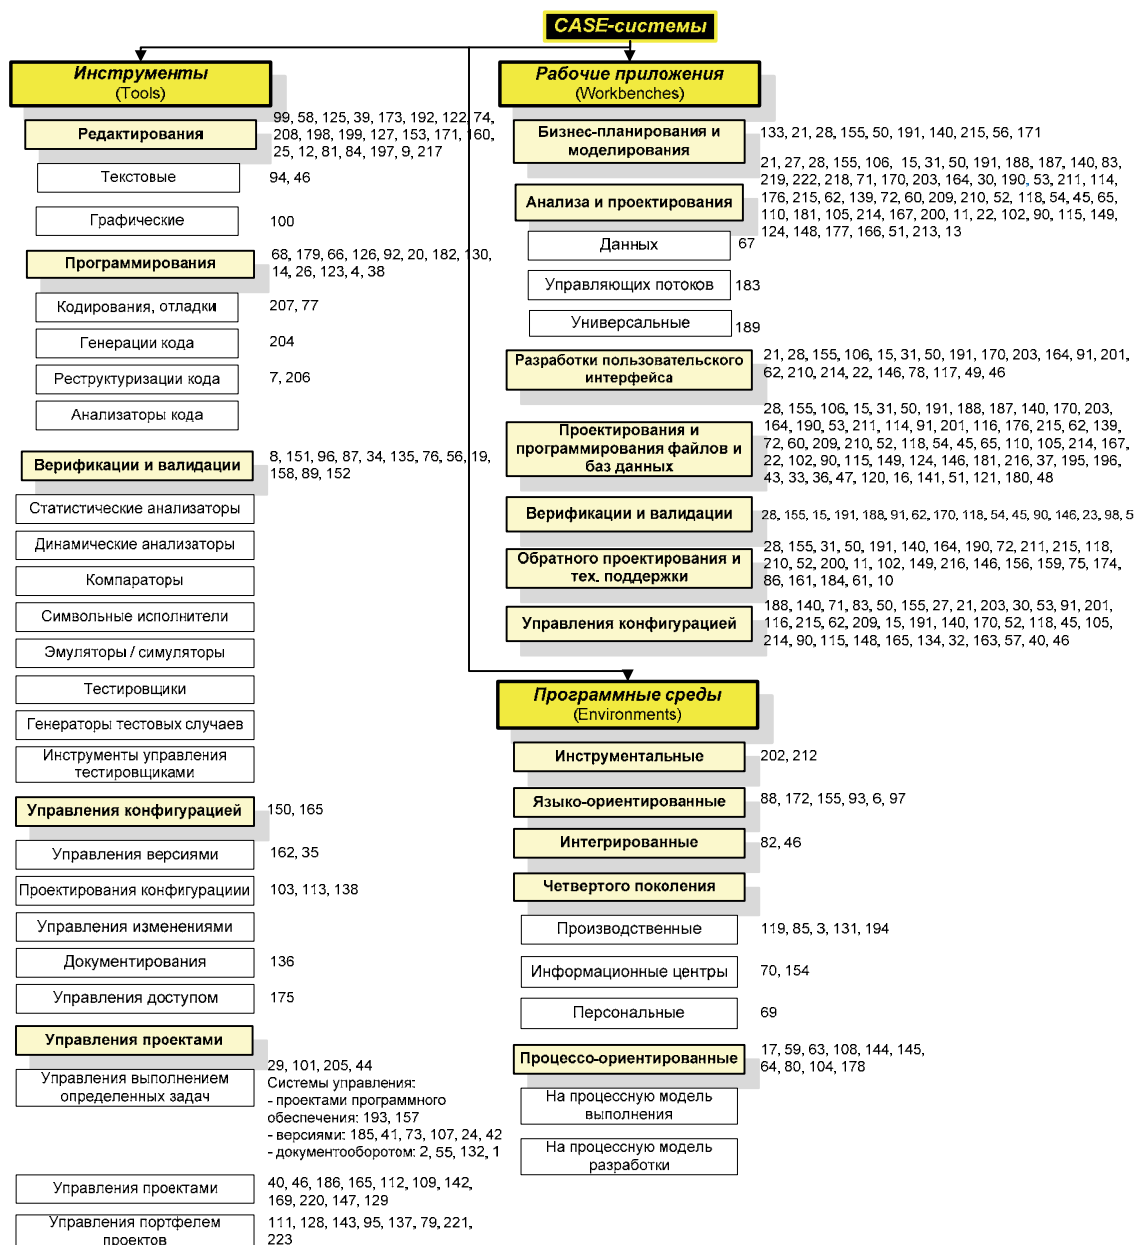 CASE-системы
Инструменты
(Tools)
Редактирования
99, 58, 125, 39, 173, 192, 122, 74,
208, 198, 199, 127, 153, 171, 160,
25, 12, 81, 84, 197, 9, 217
Текстовые
94, 46
Графические
100
Программирования
68, 179, 66, 126, 92, 20, 182, 130,
14, 26, 123, 4, 38
Кодирования, отладки
207, 77
Генерации кода
204
Реструктуризации кода
7, 206
Анализаторы кода
Верификации и валидации
8, 151, 96, 87, 34, 135, 76, 56, 19,
158, 89, 152
Статистические анализаторы
Динамические анализаторы
Компараторы
Символьные исполнители
Эмуляторы / симуляторы
Тестировщики
Генераторы тестовых случаев
Инструменты управления
тестировщиками
Управления конфигурацией
150, 165
Управления версиями
162, 35
Проектирования конфигурациии
103, 113, 138
Управления изменениями
Документирования
136
Управления доступом
175
Управления проектами
29, 101, 205, 44
Управления выполнением
определенных задач
Системы управления:
- проектами программного
обеспечения: 193, 157
- версиями: 185, 41, 73, 107, 24, 42
- документооборотом: 2, 55, 132, 1
Управления проектами
40, 46, 186, 165, 112, 109, 142,
169, 220, 147, 129
Управления портфелем
проектов
111, 128, 143, 95, 137, 79, 221,
223
Рабочие приложения
(Workbenches)
Бизнес-планирования и
моделирования
133, 21, 28, 155, 50, 191, 140, 215, 56, 171
Анализа и проектирования
21, 27, 28, 155, 106, 15, 31, 50, 191, 188, 187, 140, 83,
219, 222, 218, 71, 170, 203, 164, 30, 190, 53, 211, 114,
176, 215, 62, 139, 72, 60, 209, 210, 52, 118, 54, 45, 65,
110, 181, 105, 214, 167, 200, 11, 22, 102, 90, 115, 149,
124, 148, 177, 166, 51, 213, 13
Данных
67
Управляющих потоков
183
Универсальные
189
Разработки пользовательского
интерфейса
21, 28, 155, 106, 15, 31, 50, 191, 170, 203, 164, 91, 201,
62, 210, 214, 22, 146, 78, 117, 49, 46
Проектирования и
программирования файлов и
баз данных
28, 155, 106, 15, 31, 50, 191, 188, 187, 140, 170, 203,
164, 190, 53, 211, 114, 91, 201, 116, 176, 215, 62, 139,
72, 60, 209, 210, 52, 118, 54, 45, 65, 110, 105, 214, 167,
22, 102, 90, 115, 149, 124, 146, 181, 216, 37, 195, 196,
43, 33, 36, 47, 120, 16, 141, 51, 121, 180, 48
Верификации и валидации
28, 155, 15, 191, 188, 91, 62, 170, 118, 54, 45, 90, 146, 23, 98, 5
Обратного проектирования и
тех. поддержки
28, 155, 31, 50, 191, 140, 164, 190, 72, 211, 215, 118,
210, 52, 200, 11, 102, 149, 216, 146, 156, 159, 75, 174,
86, 161, 184, 61, 10
Управления конфигурацией
188, 140, 71, 83, 50, 155, 27, 21, 203, 30, 53, 91, 201,
116, 215, 62, 209, 15, 191, 140, 170, 52, 118, 45, 105,
214, 90, 115, 148, 165, 134, 32, 163, 57, 40, 46
Программные среды
(Environments)
Инструментальные
202, 212
Языко-ориентированные
88, 172, 155, 93, 6, 97
Интегрированные
82, 46
Четвертого поколения
Производственные
119, 85, 3, 131, 194
Информационные центры
70, 154
Персональные
69
Процессо-ориентированные
17, 59, 63, 108, 144, 145,
64, 80, 104, 178
На процессную модель
выполнения
На процессную модель
разработки